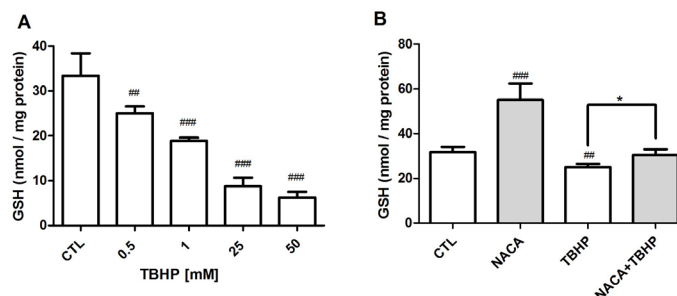 A
GSH (nmol / mg protein)
40
30
20
10
0
##
###
###
###
CTL
0.5
1
25
50
TBHP [mM]
B
GSH (nmol / mg protein)
80
60
40
20
0
###
##
*
CTL
NACA
TBHP
NACA+TBHP